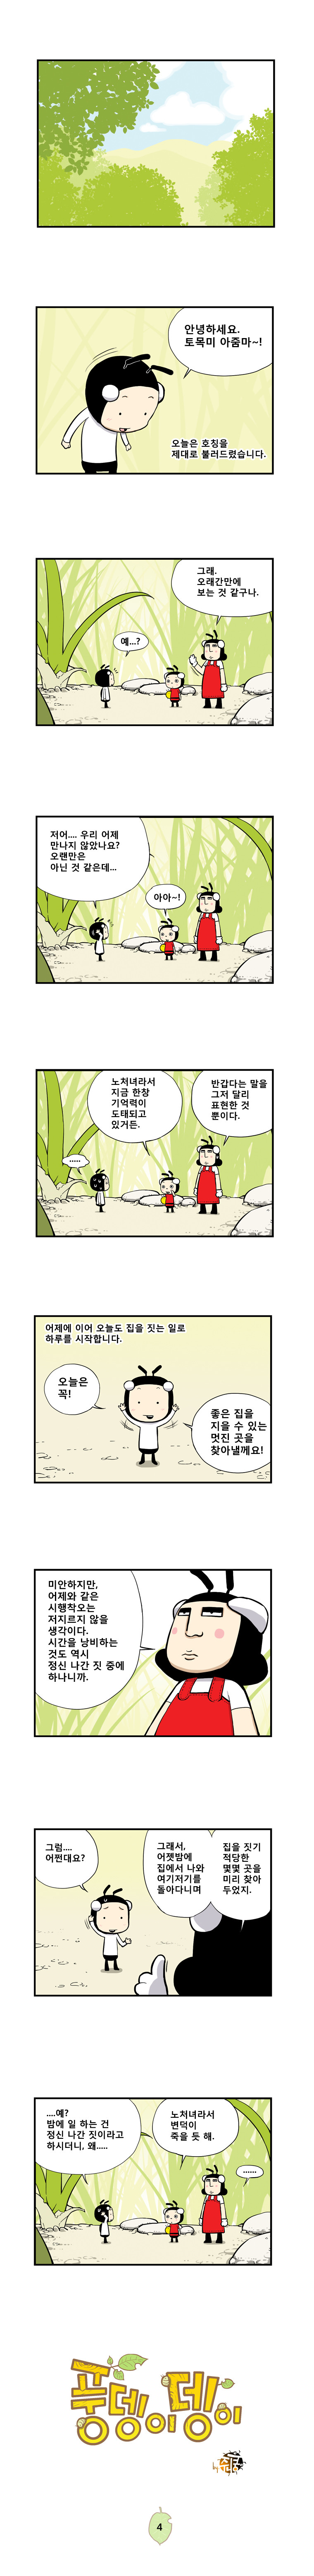 안녕하세요.
토목미 아줌마~!
오늘은 호칭을
제대로 불러드렸습니다.
그래.
오래간만에
보는 것 같구나.
예...?
저어.... 우리 어제
만나지 않았나요?
오랜만은
아닌 것 같은데...
아아~!
노처녀라서
지금 한창
기억력이
도태되고
있거든.
반갑다는 말을
그저 달리
표현한 것
뿐이다.
.....
어제에 이어 오늘도 집을 짓는 일로
하루를 시작합니다.
오늘은
꼭!
좋은 집을
지을 수 있는
멋진 곳을
찾아낼께요!
미안하지만,
어제와 같은
시행착오는
저지르지 않을
생각이다.
시간을 낭비하는
것도 역시
정신 나간 짓 중에
하나니까.
그럼....
어쩐대요?
그래서,
어젯밤에
집에서 나와
여기저기를
돌아다니며
집을 짓기
적당한
몇몇 곳을
미리 찾아
두었지.
....예?
밤에 일 하는 건
정신 나간 짓이라고
하시더니, 왜.....
노처녀라서
변덕이
죽을 듯 해.
......
풍뎅이뎅이
4